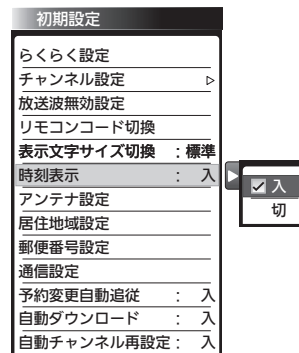 初期設定
らくらく設定
チャンネル設定 ▷
放送波無効設定
リモコンコード切換
表示文字サイズ切換 : 標準
時刻表示 : 入
入
切
アンテナ設定
居住地域設定
郵便番号設定
通信設定
予約変更自動追従 : 入
自動ダウンロード : 入
自動チャンネル再設定 : 入